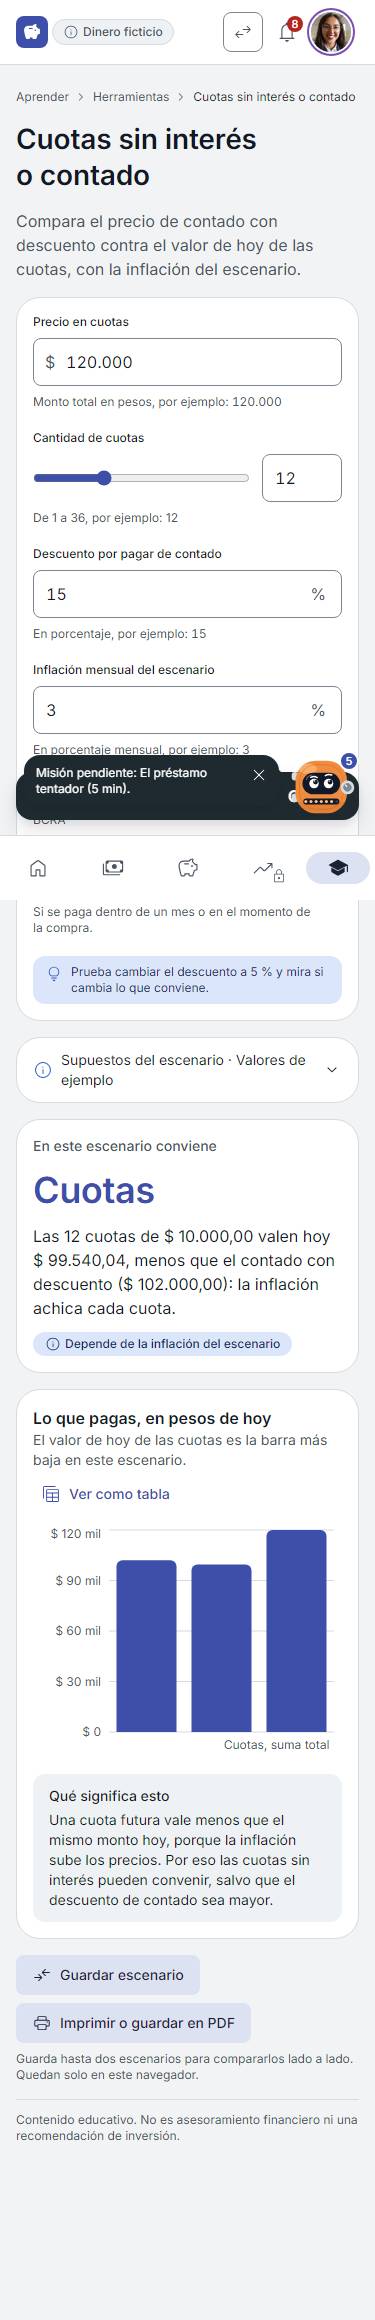 Dinero ficticio
8
Aprender > Herramientas > Cuotas sin interés o contado
Cuotas sin interés
o contado
Compara el precio de contado con
descuento contra el valor de hoy de las
cuotas, con la inflación del escenario.
Precio en cuotas
$ 120.000
Monto total en pesos, por ejemplo: 120.000
Cantidad de cuotas
12
De 1 a 36, por ejemplo: 12
Descuento por pagar de contado
15 %
En porcentaje, por ejemplo: 15
Inflación mensual del escenario
3 %
En porcentaje mensual, por ejemplo: 3
Misión pendiente: El préstamo
tentador (5 min).
5
BCRA
Si se paga dentro de un mes o en el momento de
la compra.
Prueba cambiar el descuento a 5 % y mira si
cambia lo que conviene.
Supuestos del escenario · Valores de
ejemplo
En este escenario conviene
Cuotas
Las 12 cuotas de $ 10.000,00 valen hoy
$ 99.540,04, menos que el contado con
descuento ($ 102.000,00): la inflación
achica cada cuota.
Depende de la inflación del escenario
Lo que pagas, en pesos de hoy
El valor de hoy de las cuotas es la barra más
baja en este escenario.
Ver como tabla
$ 120 mil
$ 90 mil
$ 60 mil
$ 30 mil
$ 0
Cuotas, suma total
Qué significa esto
Una cuota futura vale menos que el
mismo monto hoy, porque la inflación
sube los precios. Por eso las cuotas sin
interés pueden convenir, salvo que el
descuento de contado sea mayor.
Guardar escenario
Imprimir o guardar en PDF
Guarda hasta dos escenarios para compararlos lado a lado.
Quedan solo en este navegador.
Contenido educativo. No es asesoramiento financiero ni una
recomendación de inversión.